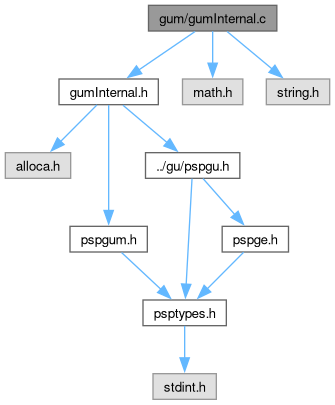 gum/gumInternal.c
gumInternal.h
math.h
string.h
alloca.h
../gu/pspgu.h
pspgum.h
pspge.h
psptypes.h
stdint.h